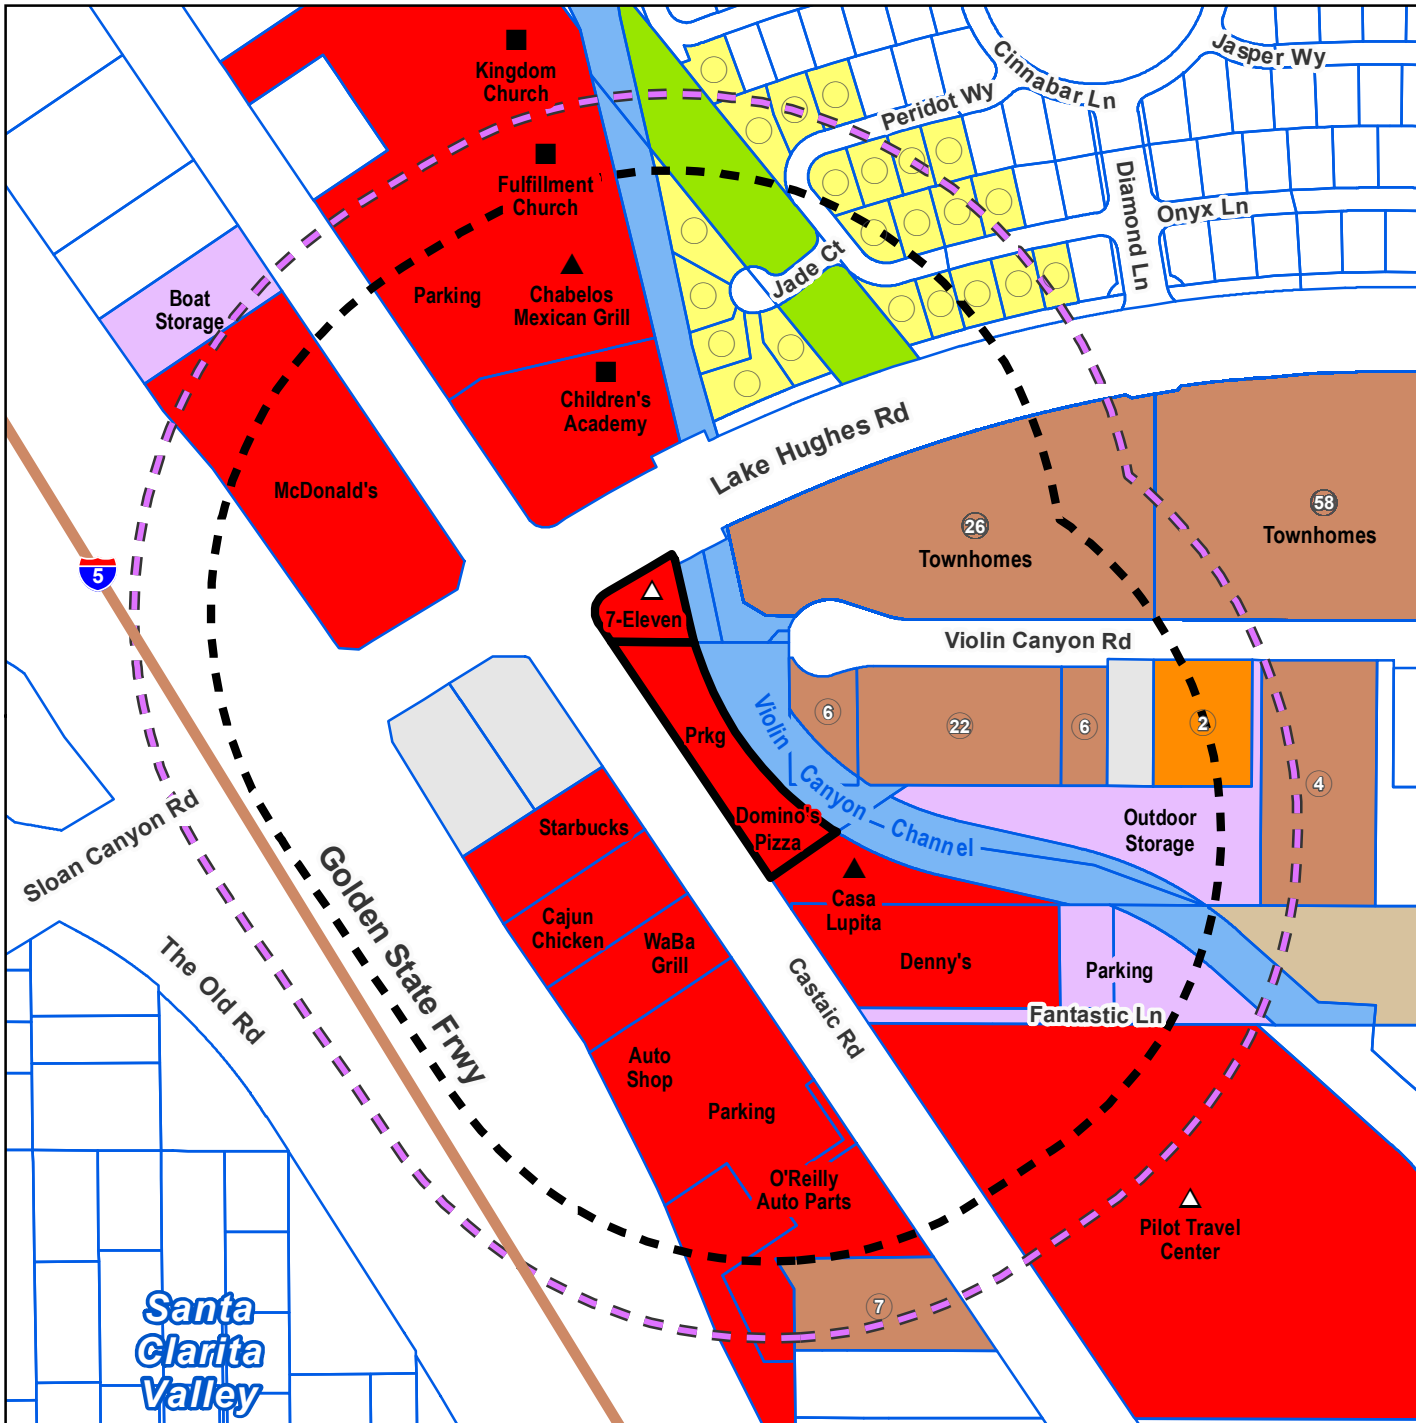 Kingdom
Church
Cinnabar Ln
Jasper Wy
Peridot Wy
Fulfillment
Church
Diamond Ln
Onyx Ln
Boat
Storage
Parking
Chabelos
Mexican Grill
Jade Ct
Children's
Academy
Lake Hughes Rd
McDonald's
58
Townhomes
26
Townhomes
5
7-Eleven
Violin Canyon Rd
Prkg
Violin Canyon Channel
6
22
6
2
4
Sloan Canyon Rd
Starbucks
Domino's
Pizza
Outdoor
Storage
Golden State Frwy
Cajun
Chicken
WaBa
Grill
Casa
Lupita
The Old Rd
Castaic Rd
Denny's
Parking
Fantastic Ln
Auto
Shop
Parking
O'Reilly
Auto Parts
Pilot Travel
Center
7
Santa
Clarita
Valley